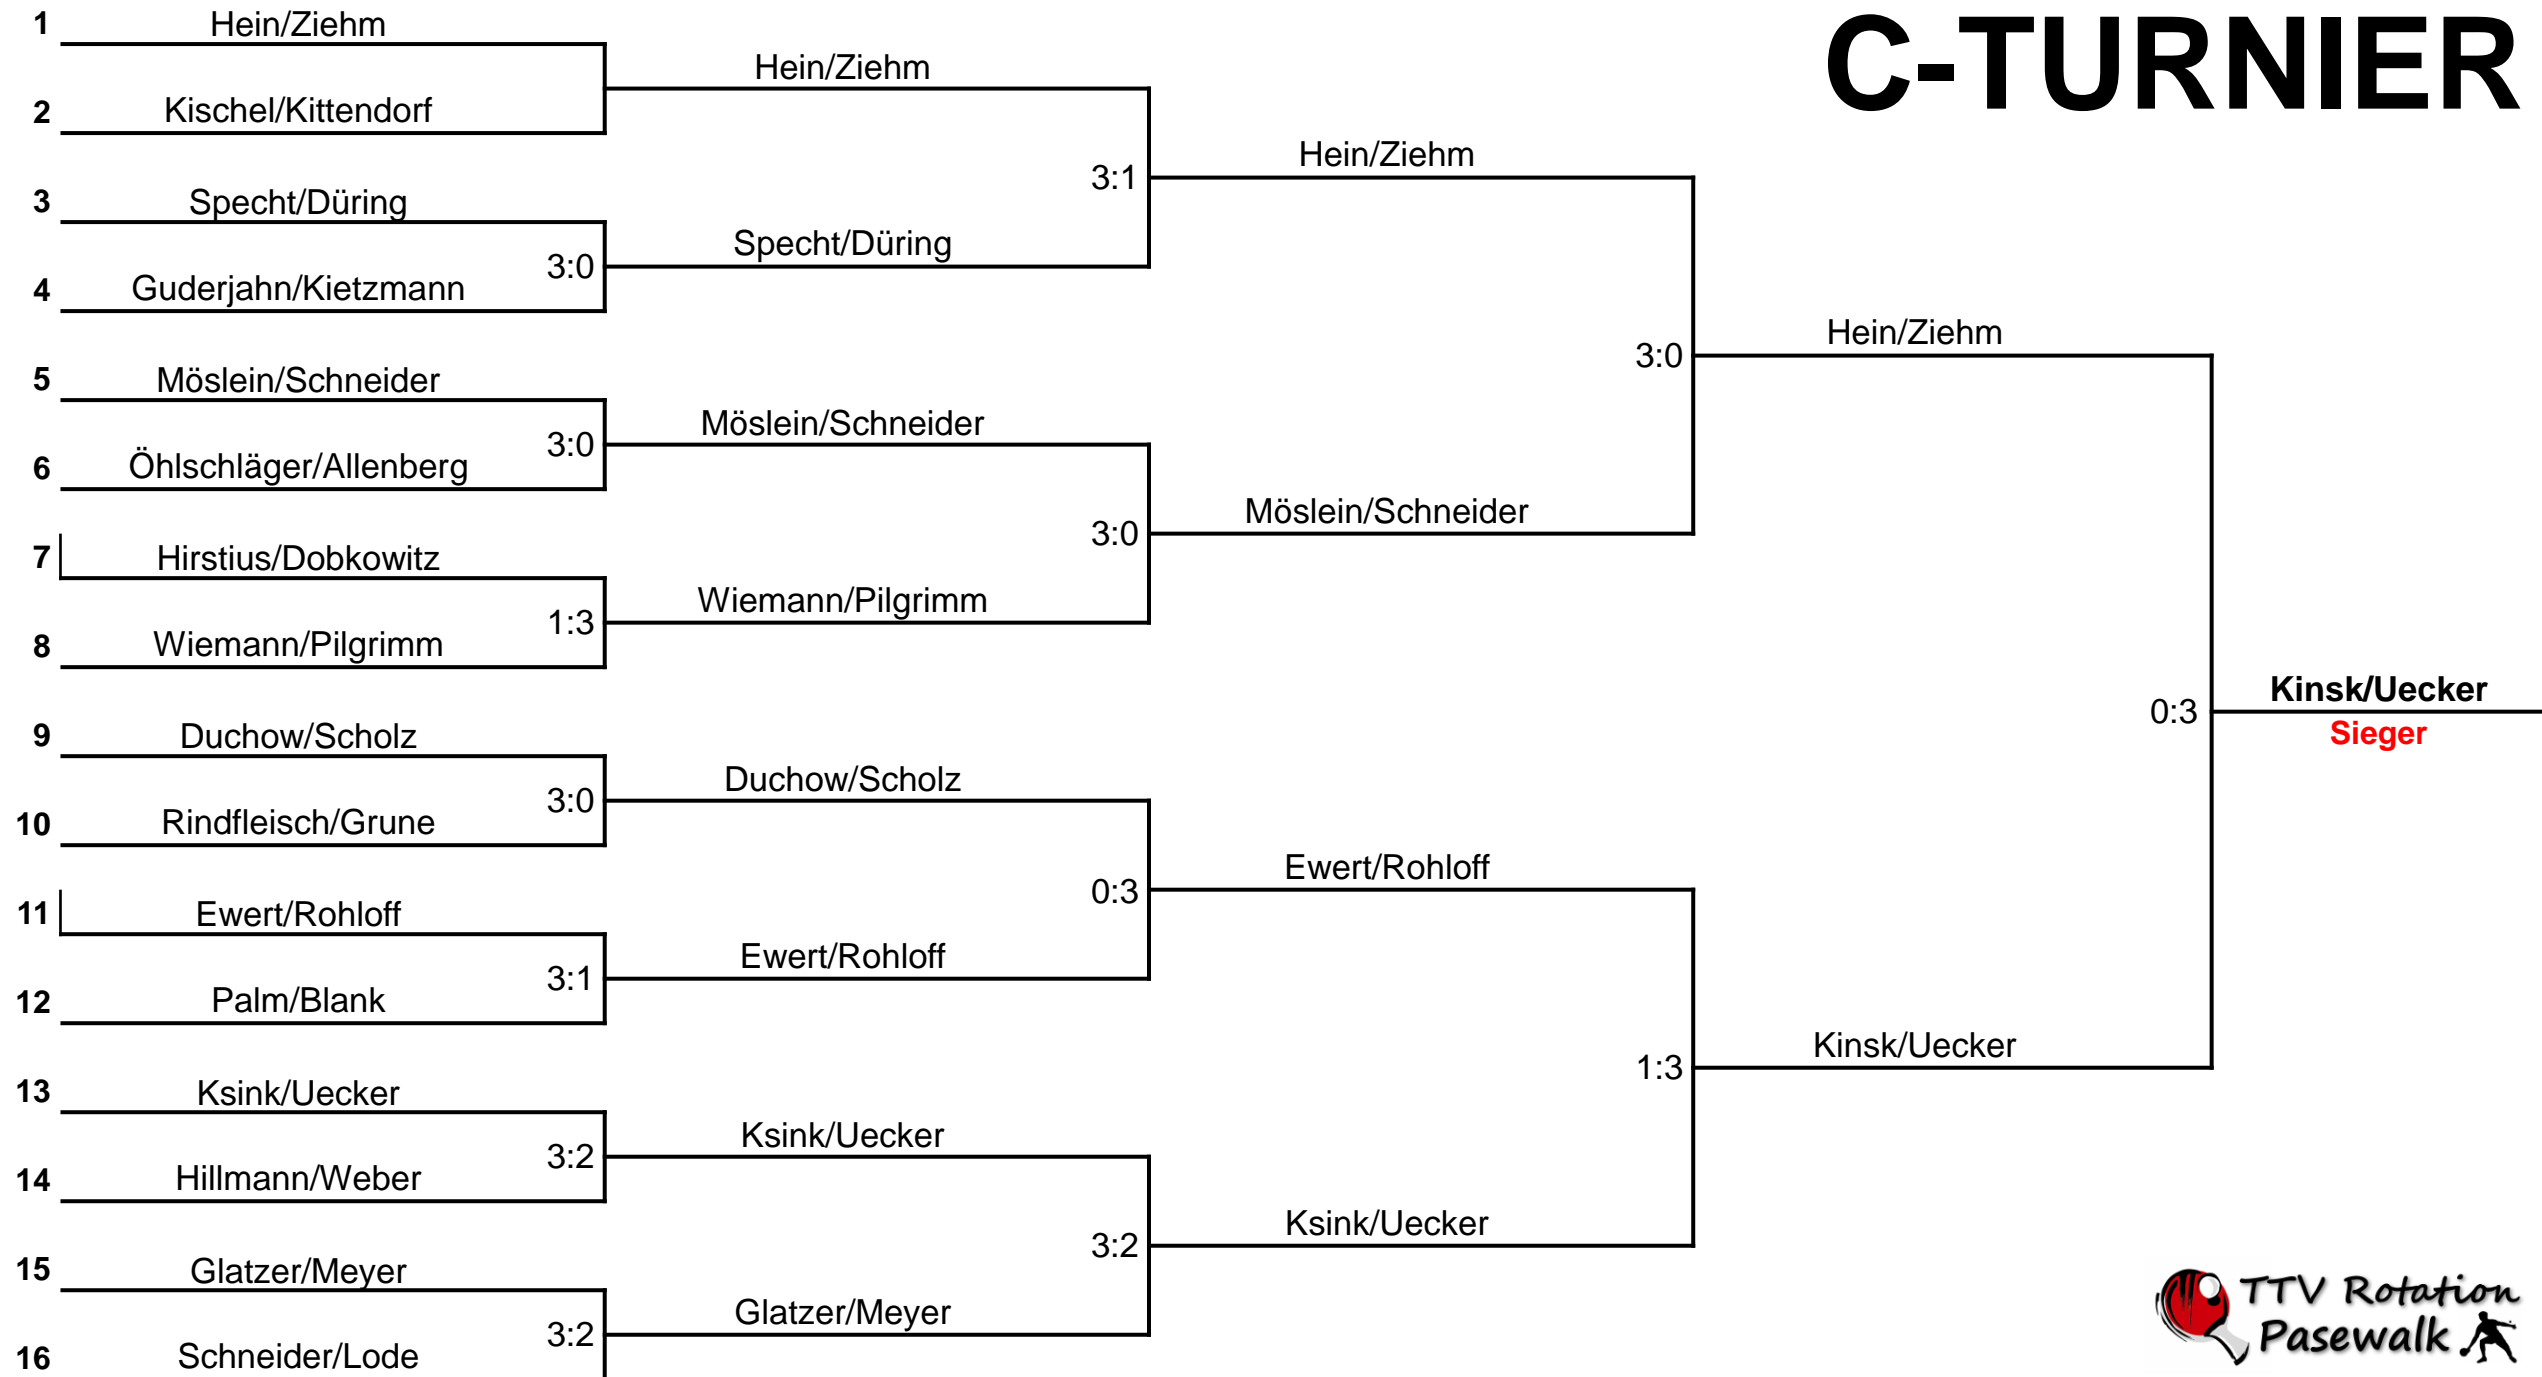 C-TURNIER
1 Hein/Ziehm
Hein/Ziehm
2 Kischel/Kittendorf
3:1 Hein/Ziehm
3 Specht/Düring
3:0 Specht/Düring
4 Guderjahn/Kietzmann
3:0 Hein/Ziehm
5 Möslein/Schneider
3:0 Möslein/Schneider
6 Öhlschläger/Allenberg
3:0 Möslein/Schneider
7 Hirstius/Dobkowitz
1:3 Wiemann/Pilgrimm
8 Wiemann/Pilgrimm
0:3 Kinsk/Uecker
Sieger
9 Duchow/Scholz
3:0 Duchow/Scholz
10 Rindfleisch/Grune
0:3 Ewert/Rohloff
11 Ewert/Rohloff
3:1 Ewert/Rohloff
12 Palm/Blank
1:3 Kinsk/Uecker
13 Ksink/Uecker
3:2 Ksink/Uecker
14 Hillmann/Weber
3:2 Ksink/Uecker
15 Glatzer/Meyer
3:2 Glatzer/Meyer
16 Schneider/Lode
TTV Rotation
Pasewalk